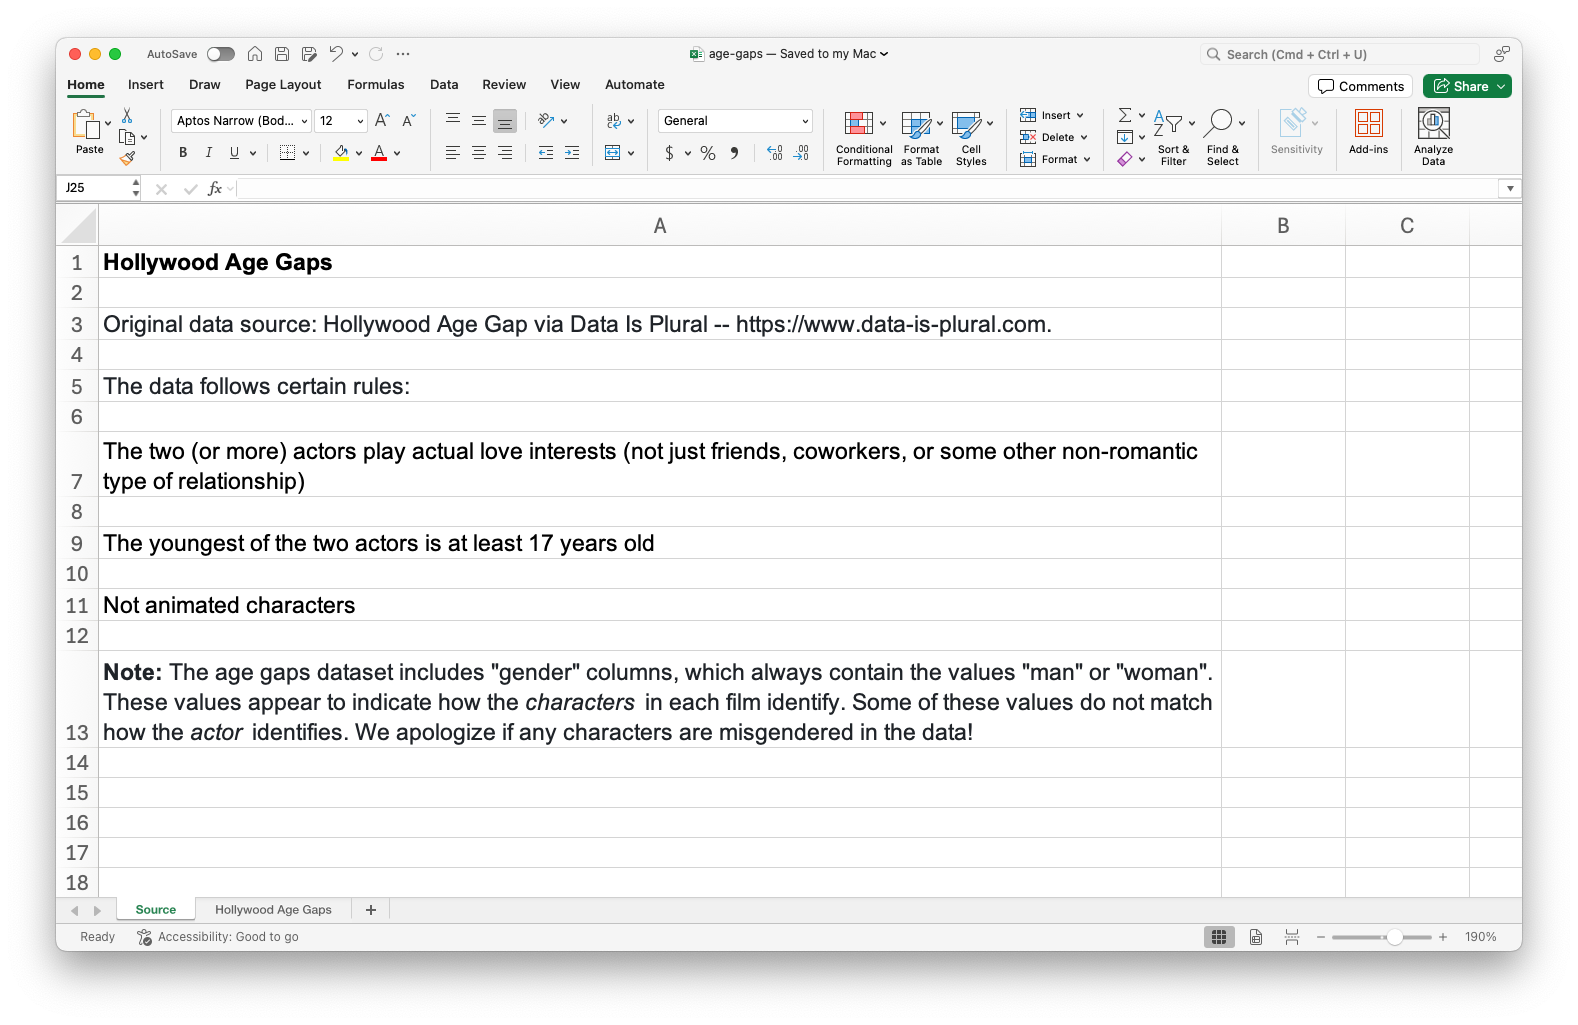 AutoSave
age-gaps — Saved to my Mac
Search (Cmd + Ctrl + U)
Home Insert Draw Page Layout Formulas Data Review View Automate
Comments Share
Paste
Aptos Narrow (Bod... 12 A A
B I U A
ab
General
$ % 9 .00 .00
Conditional Formatting
Format as Table
Cell Styles
Insert
Delete
Format
Sort & Filter
Find & Select
Sensitivity
Add-ins
Analyze Data
J25 fx
A B C
1 Hollywood Age Gaps
2
3 Original data source: Hollywood Age Gap via Data Is Plural -- https://www.data-is-plural.com.
4
5 The data follows certain rules:
6
The two (or more) actors play actual love interests (not just friends, coworkers, or some other non-romantic
7 type of relationship)
8
9 The youngest of the two actors is at least 17 years old
10
11 Not animated characters
12
Note: The age gaps dataset includes "gender" columns, which always contain the values "man" or "woman".
These values appear to indicate how the characters in each film identify. Some of these values do not match
13 how the actor identifies. We apologize if any characters are misgendered in the data!
14
15
16
17
18
Source Hollywood Age Gaps +
Ready Accessibility: Good to go
190%